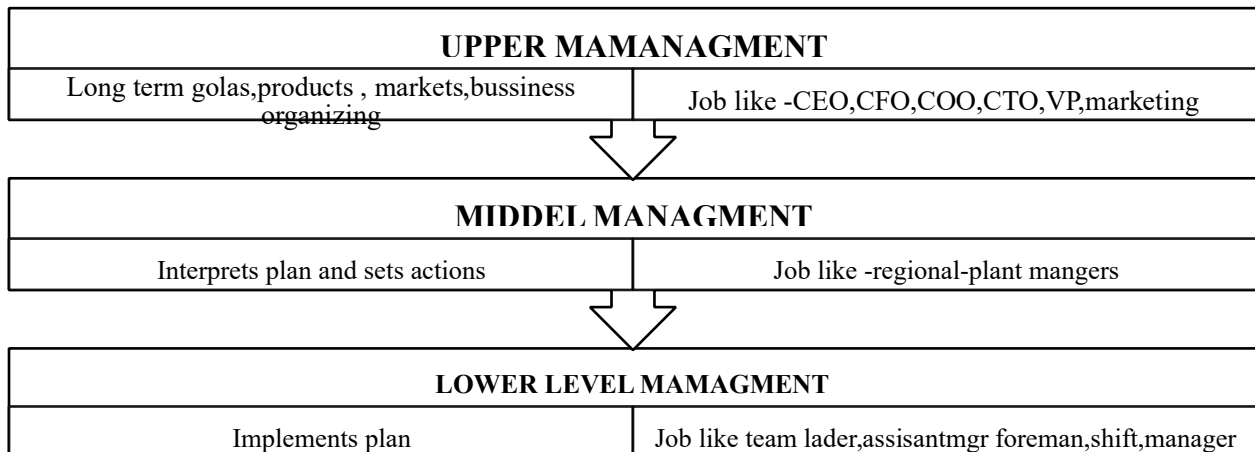 UPPER MAMANAGMENT
Long term golas,products , markets,bussiness
organizing
Job like -CEO,CFO,COO,CTO,VP,marketing
MIDDEL MANAGMENT
Interprets plan and sets actions
Job like -regional-plant mangers
LOWER LEVEL MAMAGMENT
Implements plan
Job like team lader,assisantmgr foreman,shift,manager